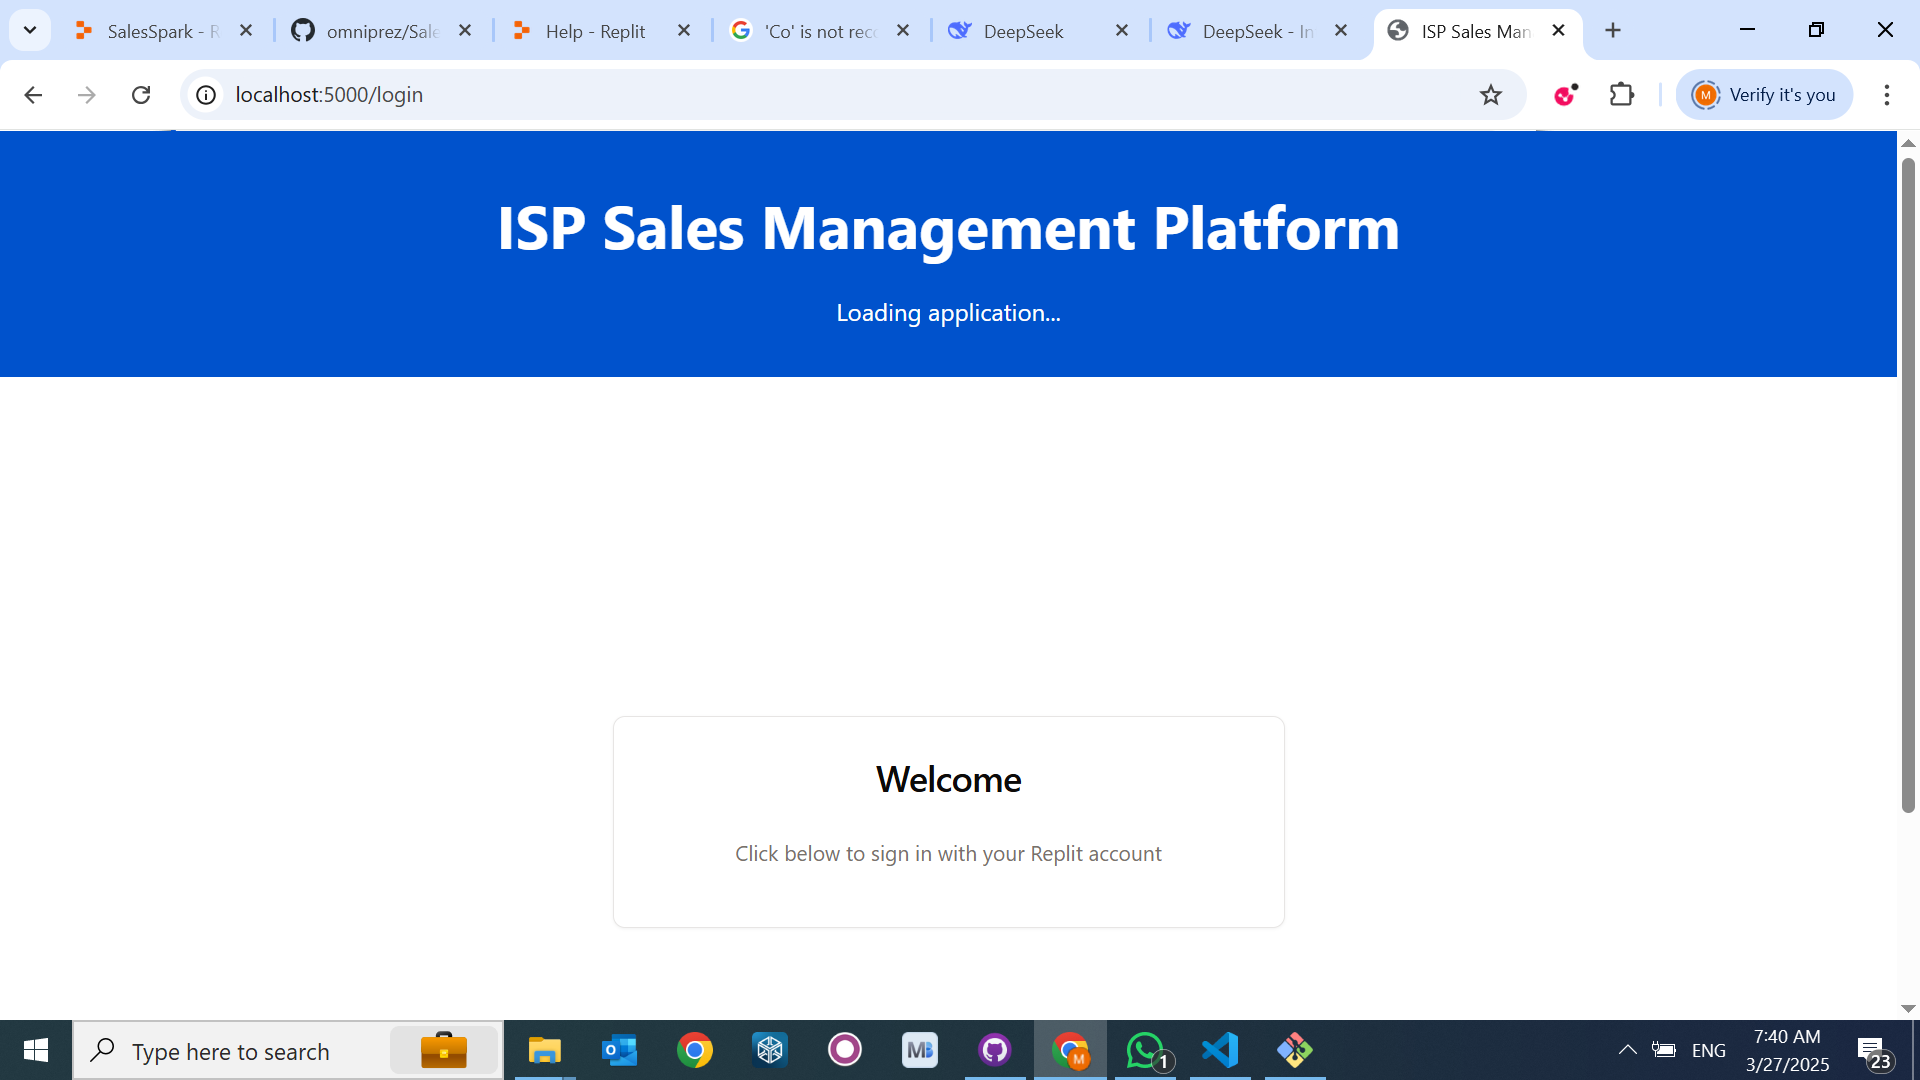 SalesSpark - R
omniprez/Sale
Help - Replit
'Co' is not reco
DeepSeek
DeepSeek - In
ISP Sales Man
localhost:5000/login
M
Verify it's you
ISP Sales Management Platform
Loading application...
Welcome
Click below to sign in with your Replit account
Type here to search
MB
M
1
ENG
7:40 AM
3/27/2025
23